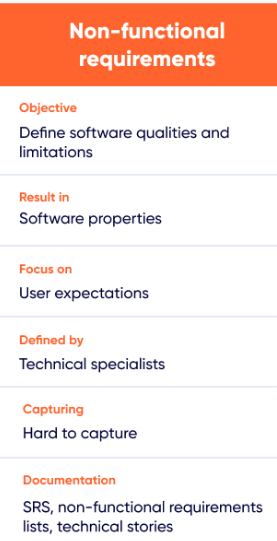 Non-functional
requirements
Objective
Define software qualities and
limitations
Result in
Software properties
Focus on
User expectations
Defined by
Technical specialists
Capturing
Hard to capture
Documentation
SRS, non-functional requirements
lists, technical stories